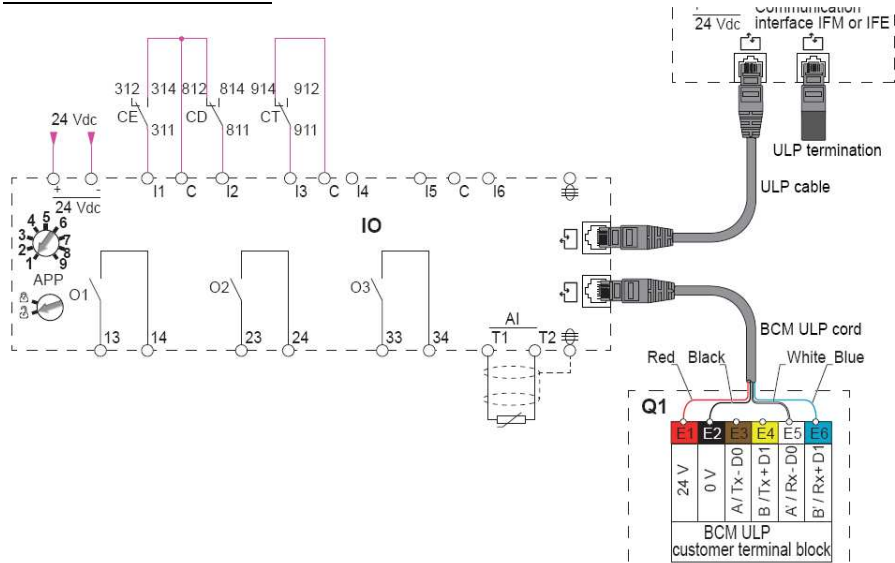 + Communication
24 Vdc interface IFM or IFE
312 314 812 814 914 912
CE CD CT
311 811 911
24 Vdc
ULP termination
ULP cable
+ - I1 C I2 I3 C I4 I5 C I6
24 Vdc
IO
1 2 3 4 5 6 7 8 9
APP
O1 O2 O3
13 14 23 24 33 34
AI
T1 T2
BCM ULP cord
Red Black White Blue
Q1
E1 E2 E3 E4 E5 E6
24 V
0 V
A / Tx - D0
B / Tx + D1
A' / Rx - D0
B' / Rx + D1
BCM ULP
customer terminal block